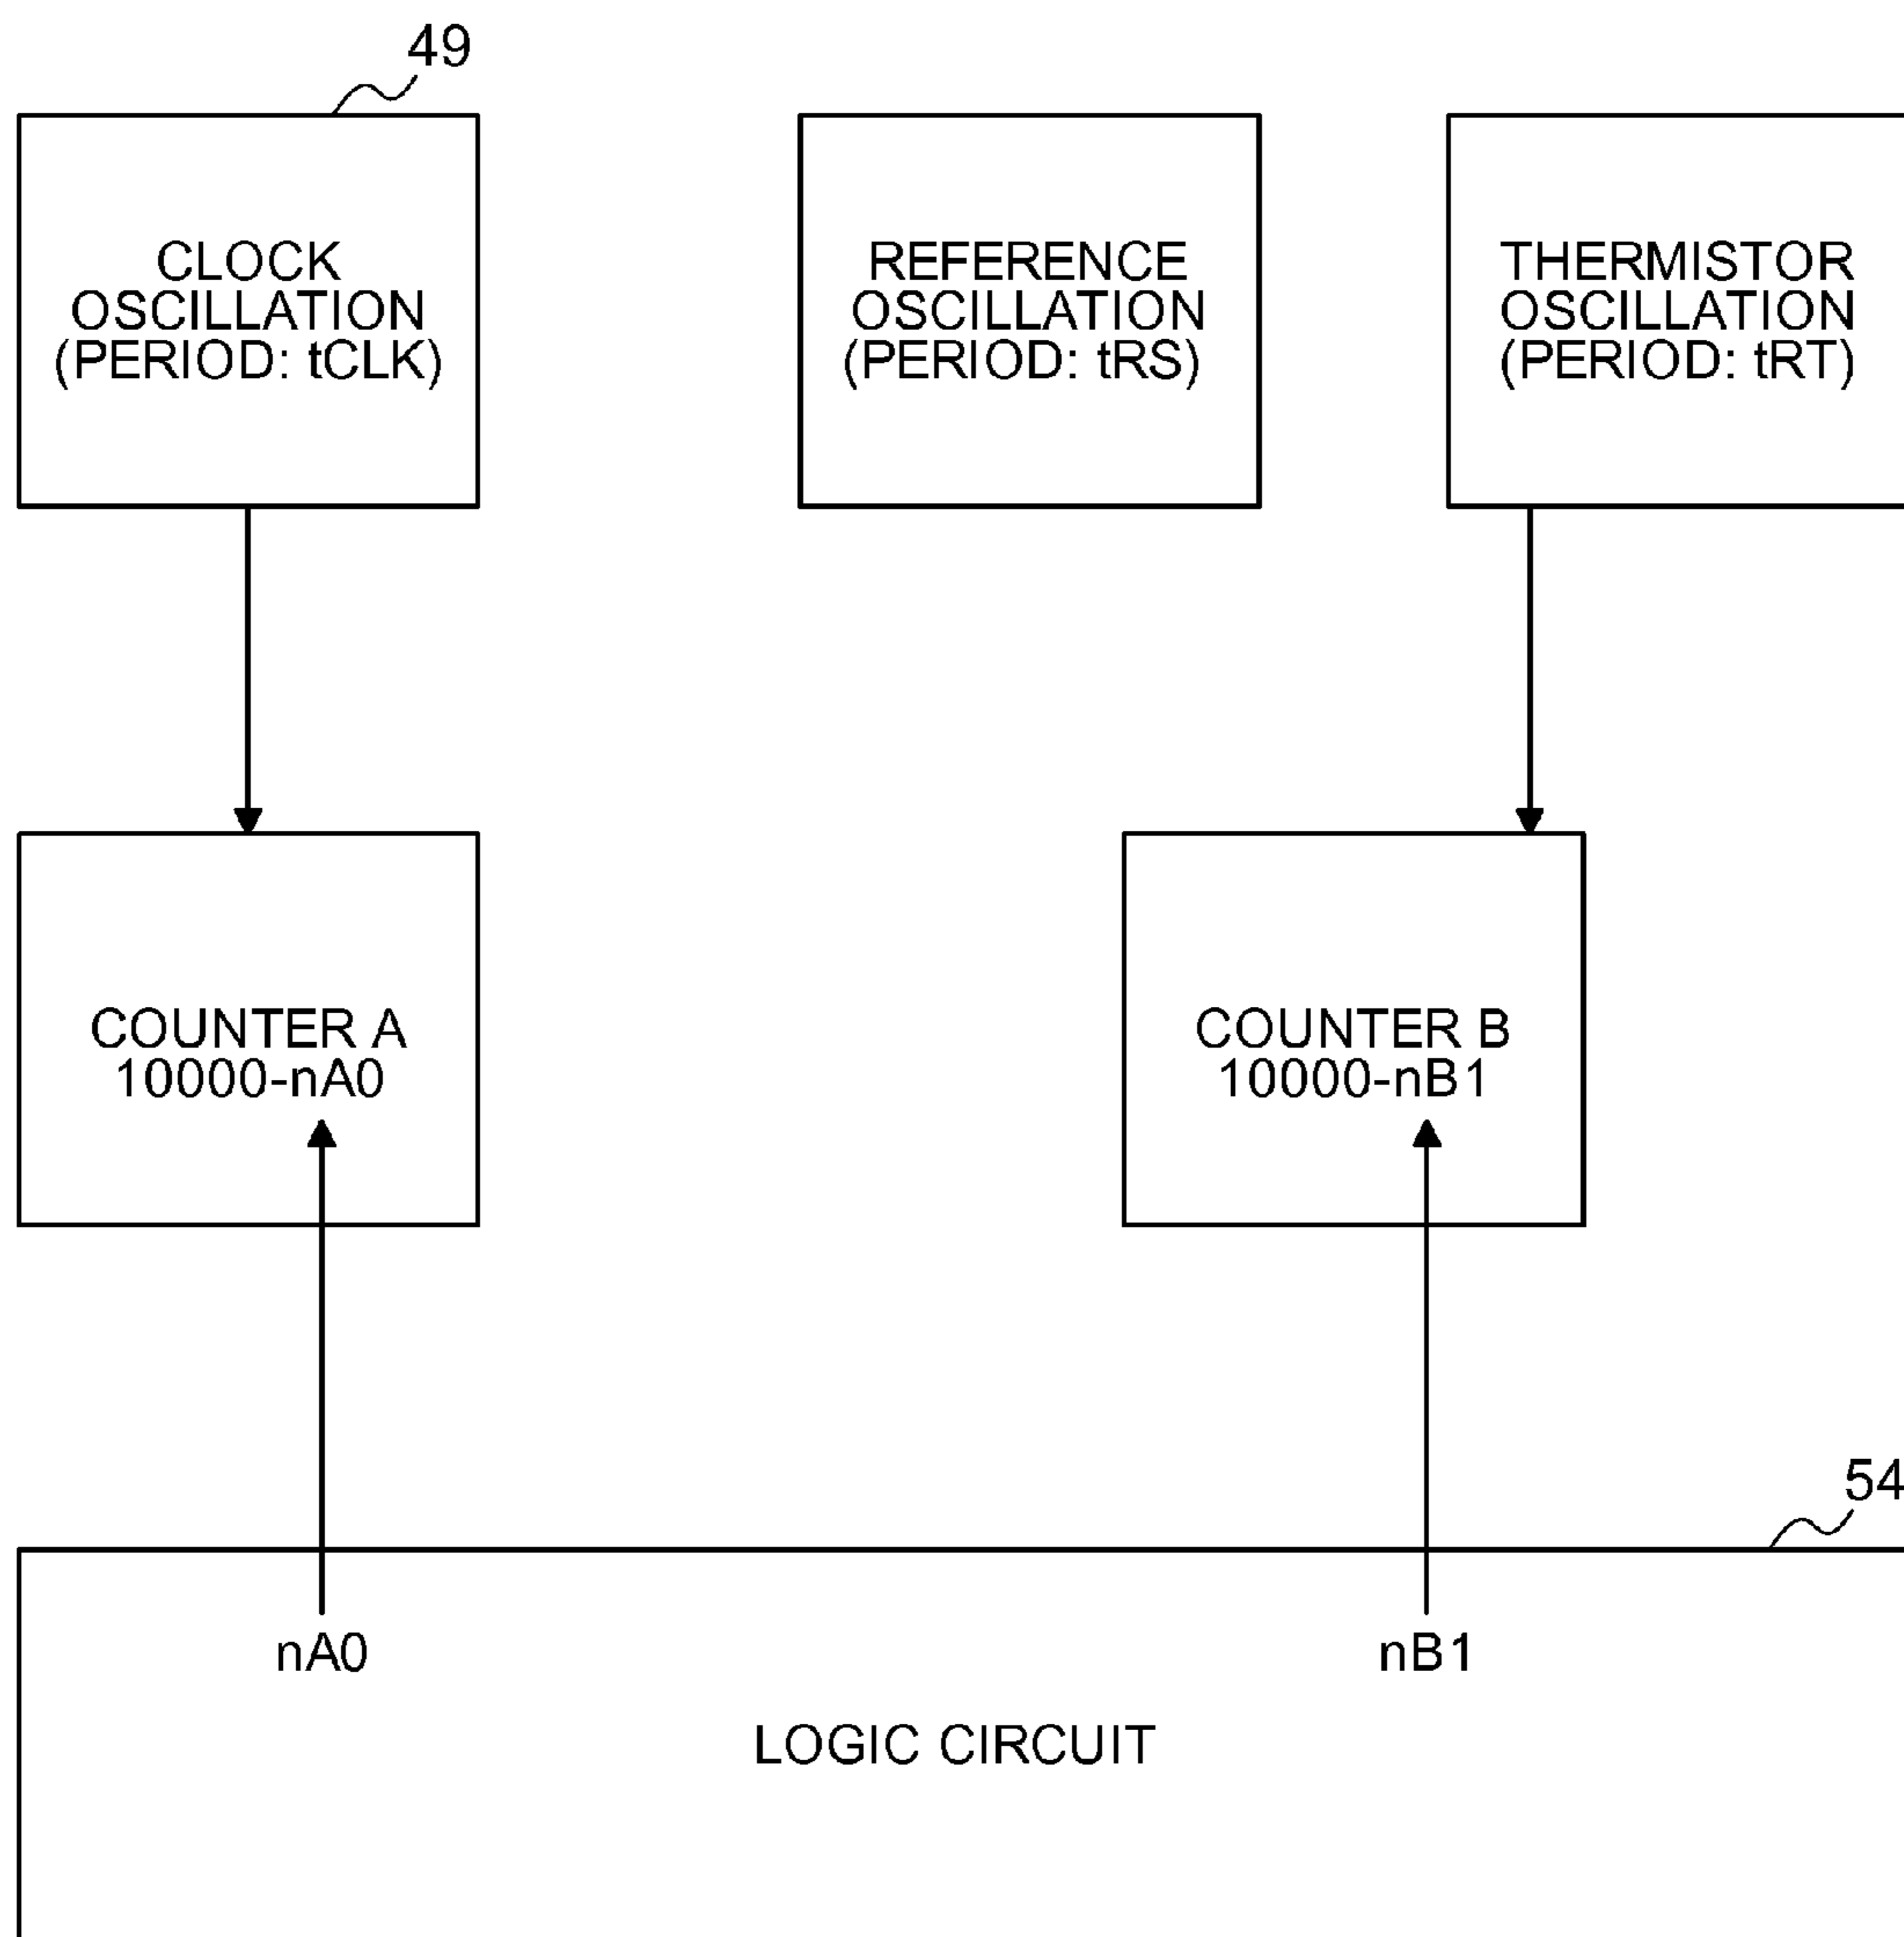 49
CLOCK
OSCILLATION
(PERIOD: tCLK)
REFERENCE
OSCILLATION
(PERIOD: tRS)
THERMISTOR
OSCILLATION
(PERIOD: tRT)
COUNTER A
10000-nA0
COUNTER B
10000-nB1
54
nA0
nB1
LOGIC CIRCUIT